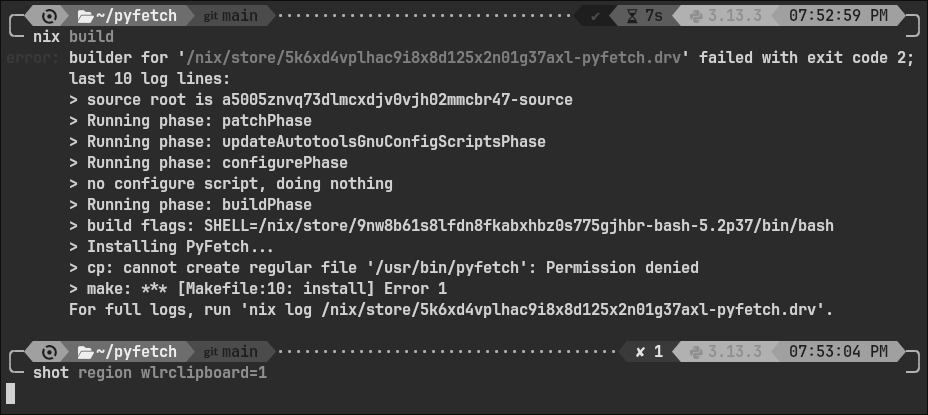 ~/pyfetch git main ✔ 7s 3.13.3 07:52:59 PM
nix build
error: builder for '/nix/store/5k6xd4vplhac9i8x8d125x2n01g37axl-pyfetch.drv' failed with exit code 2;
last 10 log lines:
> source root is a5005znvq73dlmcxdjv0vjh02mmcbr47-source
> Running phase: patchPhase
> Running phase: updateAutotoolsGnuConfigScriptsPhase
> Running phase: configurePhase
> no configure script, doing nothing
> Running phase: buildPhase
> build flags: SHELL=/nix/store/9nw8b61s8lfdn8fkabxhbz0s775gjhbr-bash-5.2p37/bin/bash
> Installing PyFetch...
> cp: cannot create regular file '/usr/bin/pyfetch': Permission denied
> make: *** [Makefile:10: install] Error 1
For full logs, run 'nix log /nix/store/5k6xd4vplhac9i8x8d125x2n01g37axl-pyfetch.drv'.
~/pyfetch git main ✘ 1 3.13.3 07:53:04 PM
shot region wlrclipboard=1